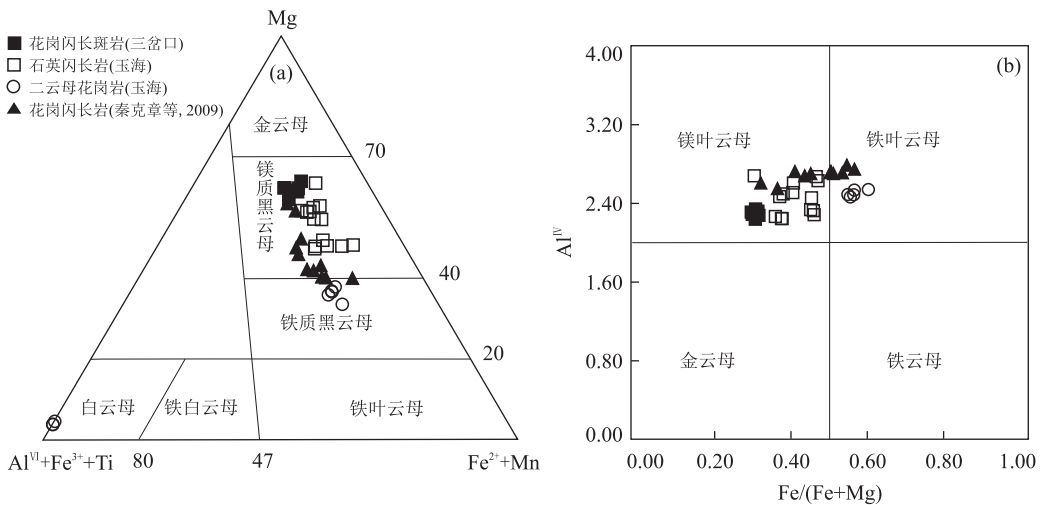 Mg
花岗闪长斑岩(三岔口)
石英闪长岩(玉海)
二云母花岗岩(玉海)
花岗闪长岩(秦克章等, 2009)
(a)
金云母
70
镁质黑云母
40
铁质黑云母
20
白云母
铁白云母
铁叶云母
Al^VI+Fe³⁺+Ti
80
47
Fe²⁺+Mn
(b)
4.00
3.20
2.40
1.60
0.80
0.00
Al^IV
镁叶云母
铁叶云母
金云母
铁云母
0.00 0.20 0.40 0.60 0.80 1.00
Fe/(Fe+Mg)